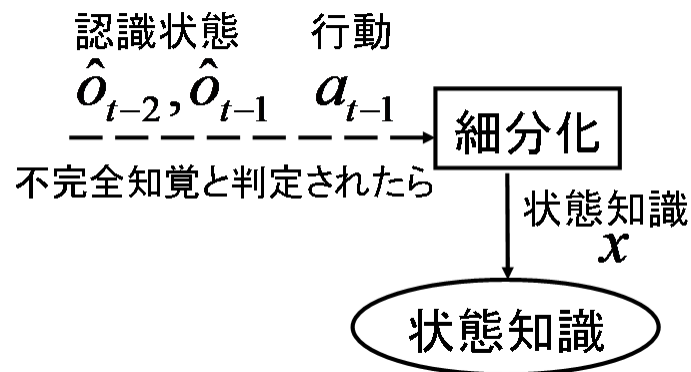 認識状態 行動
ô_{t−2}, ô_{t−1} a_{t−1}
細分化
不完全知覚と判定されたら
状態知識
x
状態知識